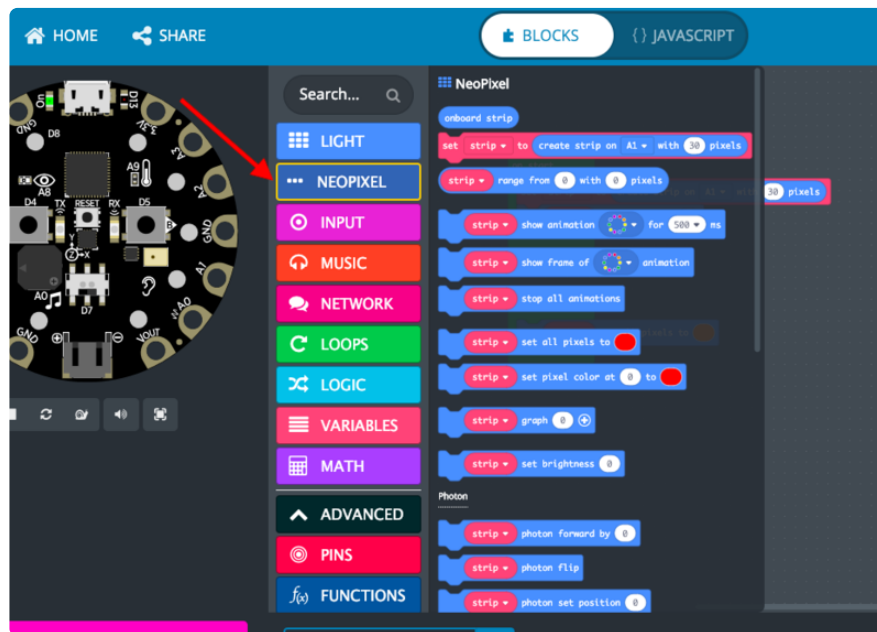 HOME
SHARE
BLOCKS
{ } JAVASCRIPT
On
D13
GND
D8
3.3V
A3
A9
A8
A2
D4
TX
RESET
RX
D5
B
GND
Y
Z
X
A1
A0
D7
A0
GND
VOUT
Search...
LIGHT
NEOPIXEL
INPUT
MUSIC
NETWORK
LOOPS
LOGIC
VARIABLES
MATH
ADVANCED
PINS
f(x) FUNCTIONS
NeoPixel
onboard strip
set strip to create strip on A1 with 30 pixels
strip range from 0 with 0 pixels
30 pixels
strip show animation for 500 ms
strip show frame of animation
strip stop all animations
strip set all pixels to
strip set pixel color at 0 to
strip graph 0
strip set brightness 0
Photon
strip photon forward by 0
strip photon flip
strip photon set position 0